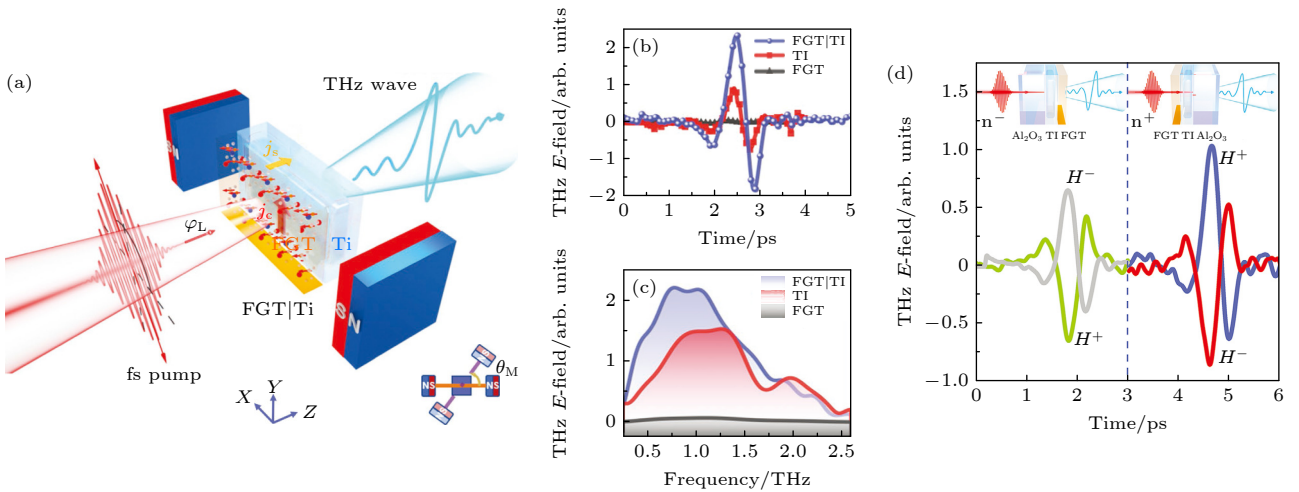 (a)
THz wave
SN
j_s
j_c
φ_L
FGT
Ti
FGT|Ti
SN
fs pump
X
Y
Z
θ_M
NS
NS
(b)
FGT|TI
TI
FGT
THz E-field/arb. units
2
1
0
−1
−2
0
1
2
3
4
5
Time/ps
(c)
FGT|TI
TI
FGT
THz E-field/arb. units
2
1
0
0.5
1.0
1.5
2.0
2.5
Frequency/THz
(d)
THz E-field/arb. units
1.5
1.0
0.5
0
−0.5
−1.0
n⁻
Al₂O₃ TI FGT
n⁺
FGT TI Al₂O₃
H⁻
H⁺
H⁺
H⁻
0
1
2
3
4
5
6
Time/ps